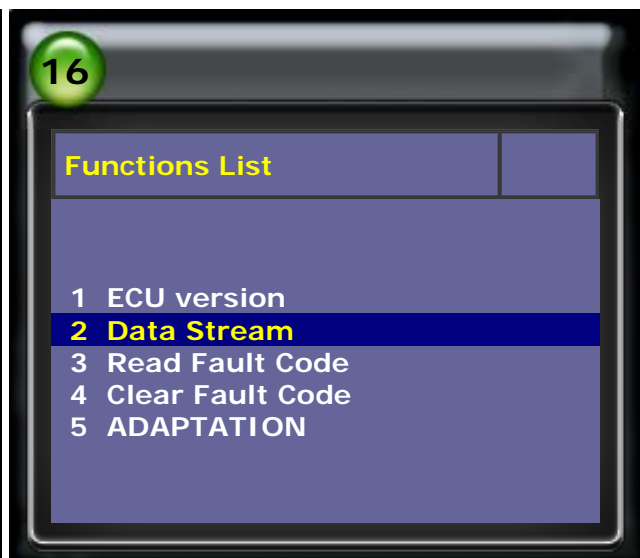 16
Functions List
1 ECU version
2 Data Stream
3 Read Fault Code
4 Clear Fault Code
5 ADAPTATION